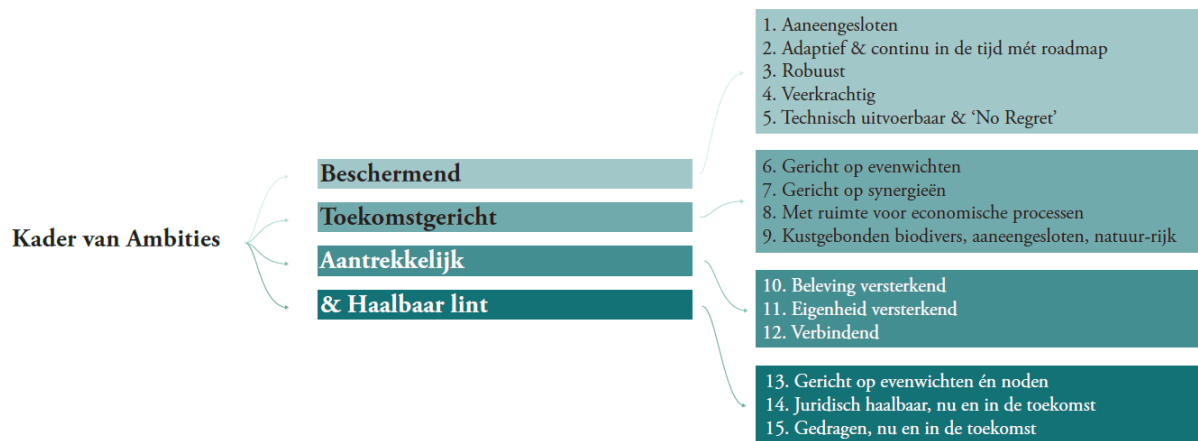 Kader van Ambities
Beschermend
Toekomstgericht
Aantrekkelijk
& Haalbaar lint
1. Aaneengesloten
2. Adaptief & continu in de tijd mét roadmap
3. Robuust
4. Veerkrachtig
5. Technisch uitvoerbaar & ‘No Regret’
6. Gericht op evenwichten
7. Gericht op synergieën
8. Met ruimte voor economische processen
9. Kustgebonden biodivers, aaneengesloten, natuur-rijk
10. Beleving versterkend
11. Eigenheid versterkend
12. Verbindend
13. Gericht op evenwichten én noden
14. Juridisch haalbaar, nu en in de toekomst
15. Gedragen, nu en in de toekomst